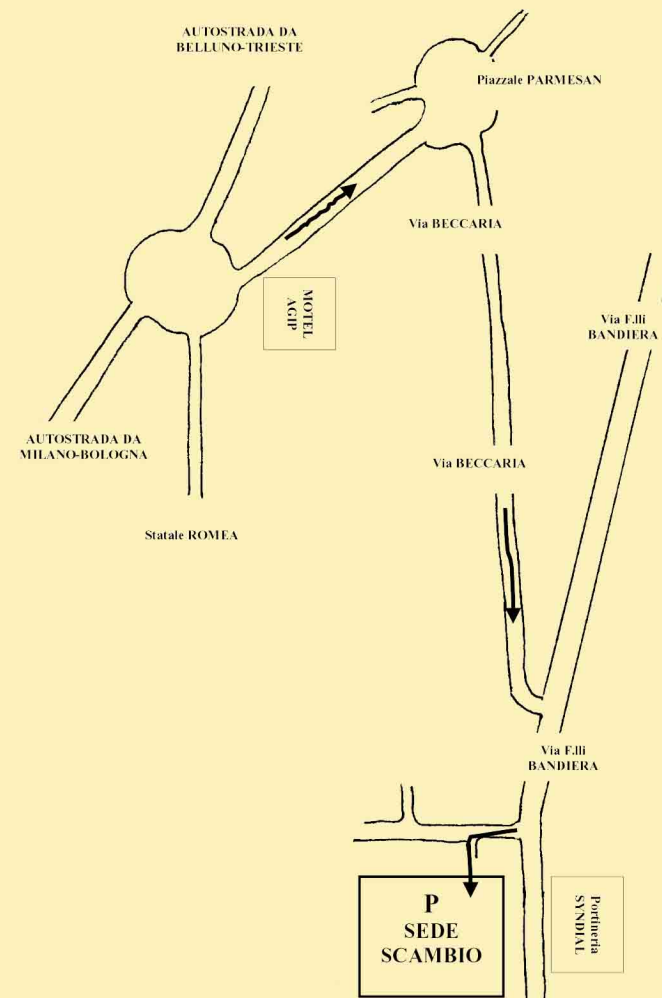 AUTOSTRADA DA
BELLUNO-TRIESTE
Piazzale PARMESAN
Via BECCARIA
MOTEL
AGIP
Via F.lli
BANDIERA
AUTOSTRADA DA
MILANO-BOLOGNA
Via BECCARIA
Statale ROMEA
Via F.lli
BANDIERA
P
SEDE
SCAMBIO
Portineria
SYNDIAL